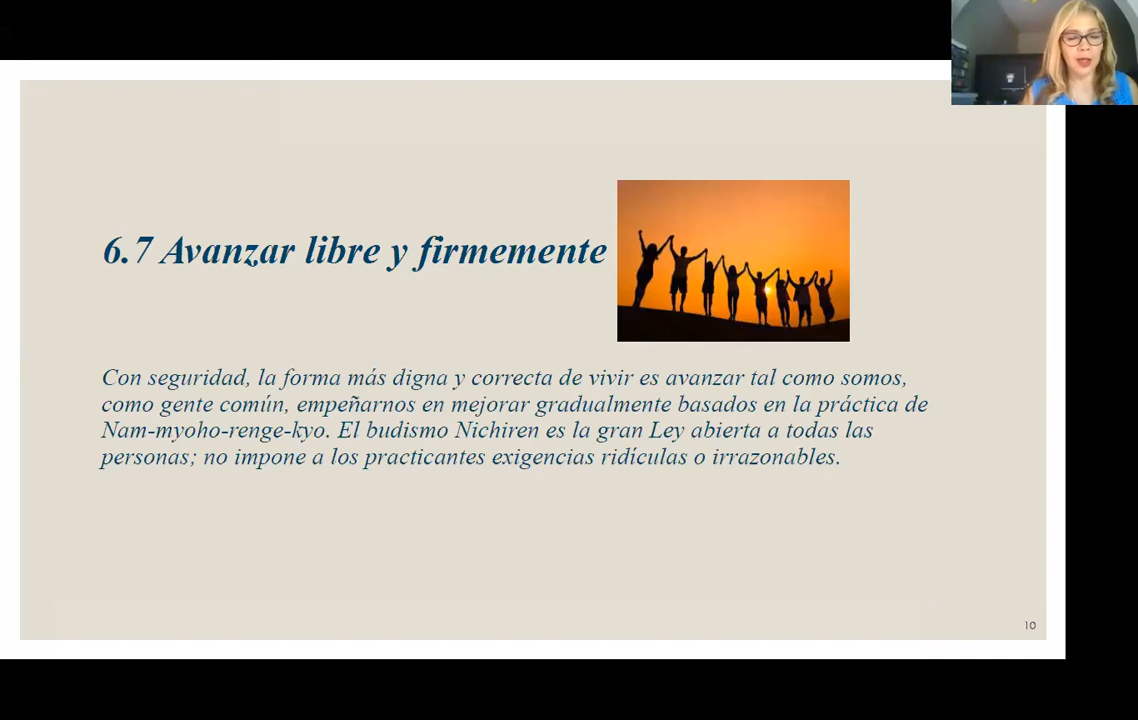 6.7 Avanzar libre y firmemente
Con seguridad, la forma más digna y correcta de vivir es avanzar tal como somos,
como gente común, empeñarnos en mejorar gradualmente basados en la práctica de
Nam-myoho-renge-kyo. El budismo Nichiren es la gran Ley abierta a todas las
personas; no impone a los practicantes exigencias ridículas o irrazonables.
10